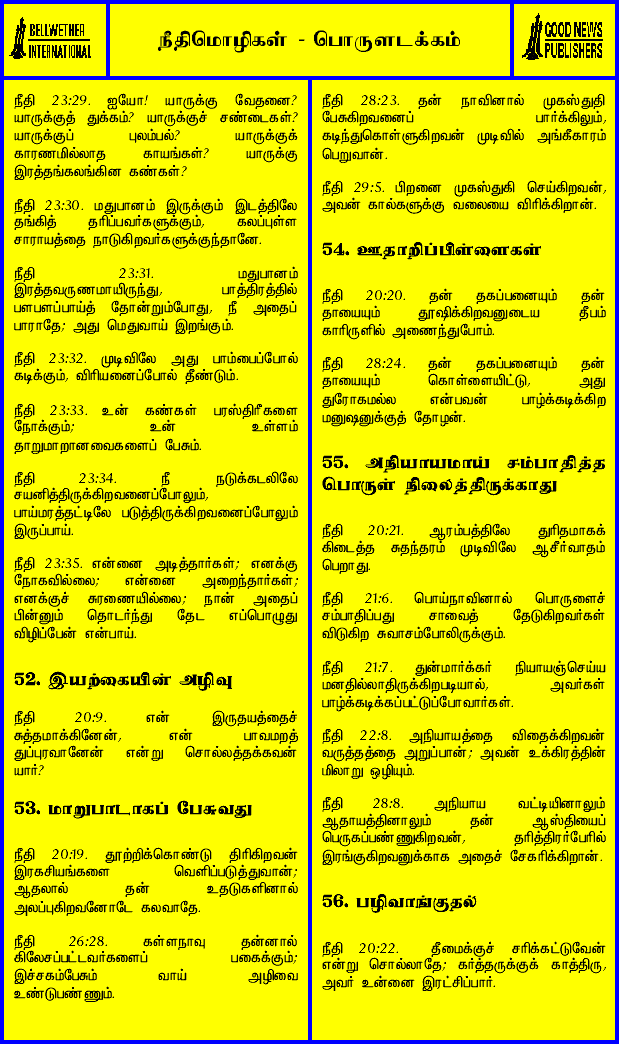 BELLWETHER
INTERNATIONAL
நீதிமொழிகள் - பொருளடக்கம்
GOOD NEWS
PUBLISHERS
நீதி 23:29. ஐயோ! யாருக்கு வேதனை?
யாருக்குத் துக்கம்? யாருக்குச் சண்டைகள்?
யாருக்குப் புலம்பல்? யாருக்குக்
காரணமில்லாத காயங்கள்? யாருக்கு
இரத்தங்கலங்கின கண்கள்?
நீதி 23:30. மதுபானம் இருக்கும் இடத்திலே
தங்கித் தரிப்பவர்களுக்கும், கலப்புள்ள
சாராயத்தை நாடுகிறவர்களுக்குந்தானே.
நீதி 23:31. மதுபானம்
இரத்தவருணமாயிருந்து, பாத்திரத்தில்
பளபளப்பாய்த் தோன்றும்போது, நீ அதைப்
பாராதே; அது மெதுவாய் இறங்கும்.
நீதி 23:32. முடிவிலே அது பாம்பைப்போல்
கடிக்கும், விரியனைப்போல் தீண்டும்.
நீதி 23:33. உன் கண்கள் பரஸ்திரீகளை
நோக்கும்; உன் உள்ளம்
தாறுமாறானவைகளைப் பேசும்.
நீதி 23:34. நீ நடுக்கடலிலே
சயனித்திருக்கிறவனைப்போலும்,
பாய்மரத்தட்டிலே படுத்திருக்கிறவனைப்போலும்
இருப்பாய்.
நீதி 23:35. என்னை அடித்தார்கள்; எனக்கு
நோகவில்லை; என்னை அறைந்தார்கள்;
எனக்குச் சுரணையில்லை; நான் அதைப்
பின்னும் தொடர்ந்து தேட எப்பொழுது
விழிப்பேன் என்பாய்.
52. இயற்கையின் அழிவு
நீதி 20:9. என் இருதயத்தைச்
சுத்தமாக்கினேன், என் பாவமறத்
துப்புரவானேன் என்று சொல்லத்தக்கவன்
யார்?
53. மாறுபாடாகப் பேசுவது
நீதி 20:19. தூற்றிக்கொண்டு திரிகிறவன்
இரகசியங்களை வெளிப்படுத்துவான்;
ஆதலால் தன் உதடுகளினால்
அலப்புகிறவனோடே கலவாதே.
நீதி 26:28. கள்ளநாவு தன்னால்
கிலேசப்பட்டவர்களைப் பகைக்கும்;
இச்சகம்பேசும் வாய் அழிவை
உண்டுபண்ணும்.
நீதி 28:23. தன் நாவினால் முகஸ்துதி
பேசுகிறவனைப் பார்க்கிலும்,
கடிந்துகொள்ளுகிறவன் முடிவில் அங்கீகாரம்
பெறுவான்.
நீதி 29:5. பிறனை முகஸ்துகி செய்கிறவன்,
அவன் கால்களுக்கு வலையை விரிக்கிறான்.
54. ஊதாறிப்பிள்ளைகள்
நீதி 20:20. தன் தகப்பனையும் தன்
தாயையும் தூஷிக்கிறவனுடைய தீபம்
காரிருளில் அணைந்துபோம்.
நீதி 28:24. தன் தகப்பனையும் தன்
தாயையும் கொள்ளையிட்டு, அது
துரோகமல்ல என்பவன் பாழ்க்கடிக்கிற
மனுஷனுக்குத் தோழன்.
55. அநியாயமாய் சம்பாதித்த
பொருள் நிலைத்திருக்காது
நீதி 20:21. ஆரம்பத்திலே துரிதமாகக்
கிடைத்த சுதந்தரம் முடிவிலே ஆசீர்வாதம்
பெறாது.
நீதி 21:6. பொய்நாவினால் பொருளைச்
சம்பாதிப்பது சாவைத் தேடுகிறவர்கள்
விடுகிற சுவாசம்போலிருக்கும்.
நீதி 21:7. துன்மார்க்கர் நியாயஞ்செய்ய
மனதில்லாதிருக்கிறபடியால், அவர்கள்
பாழ்க்கடிக்கப்பட்டுப்போவார்கள்.
நீதி 22:8. அநியாயத்தை விதைக்கிறவன்
வருத்தத்தை அறுப்பான்; அவன் உக்கிரத்தின்
மிலாறு ஒழியும்.
நீதி 28:8. அநியாய வட்டியினாலும்
ஆதாயத்தினாலும் தன் ஆஸ்தியைப்
பெருகப்பண்ணுகிறவன், தரித்திரர்பேரில்
இரங்குகிறவனுக்காக அதைச் சேகரிக்கிறான்.
56. பழிவாங்குதல்
நீதி 20:22. தீமைக்குச் சரிக்கட்டுவேன்
என்று சொல்லாதே; கர்த்தருக்குக் காத்திரு,
அவர் உன்னை இரட்சிப்பார்.